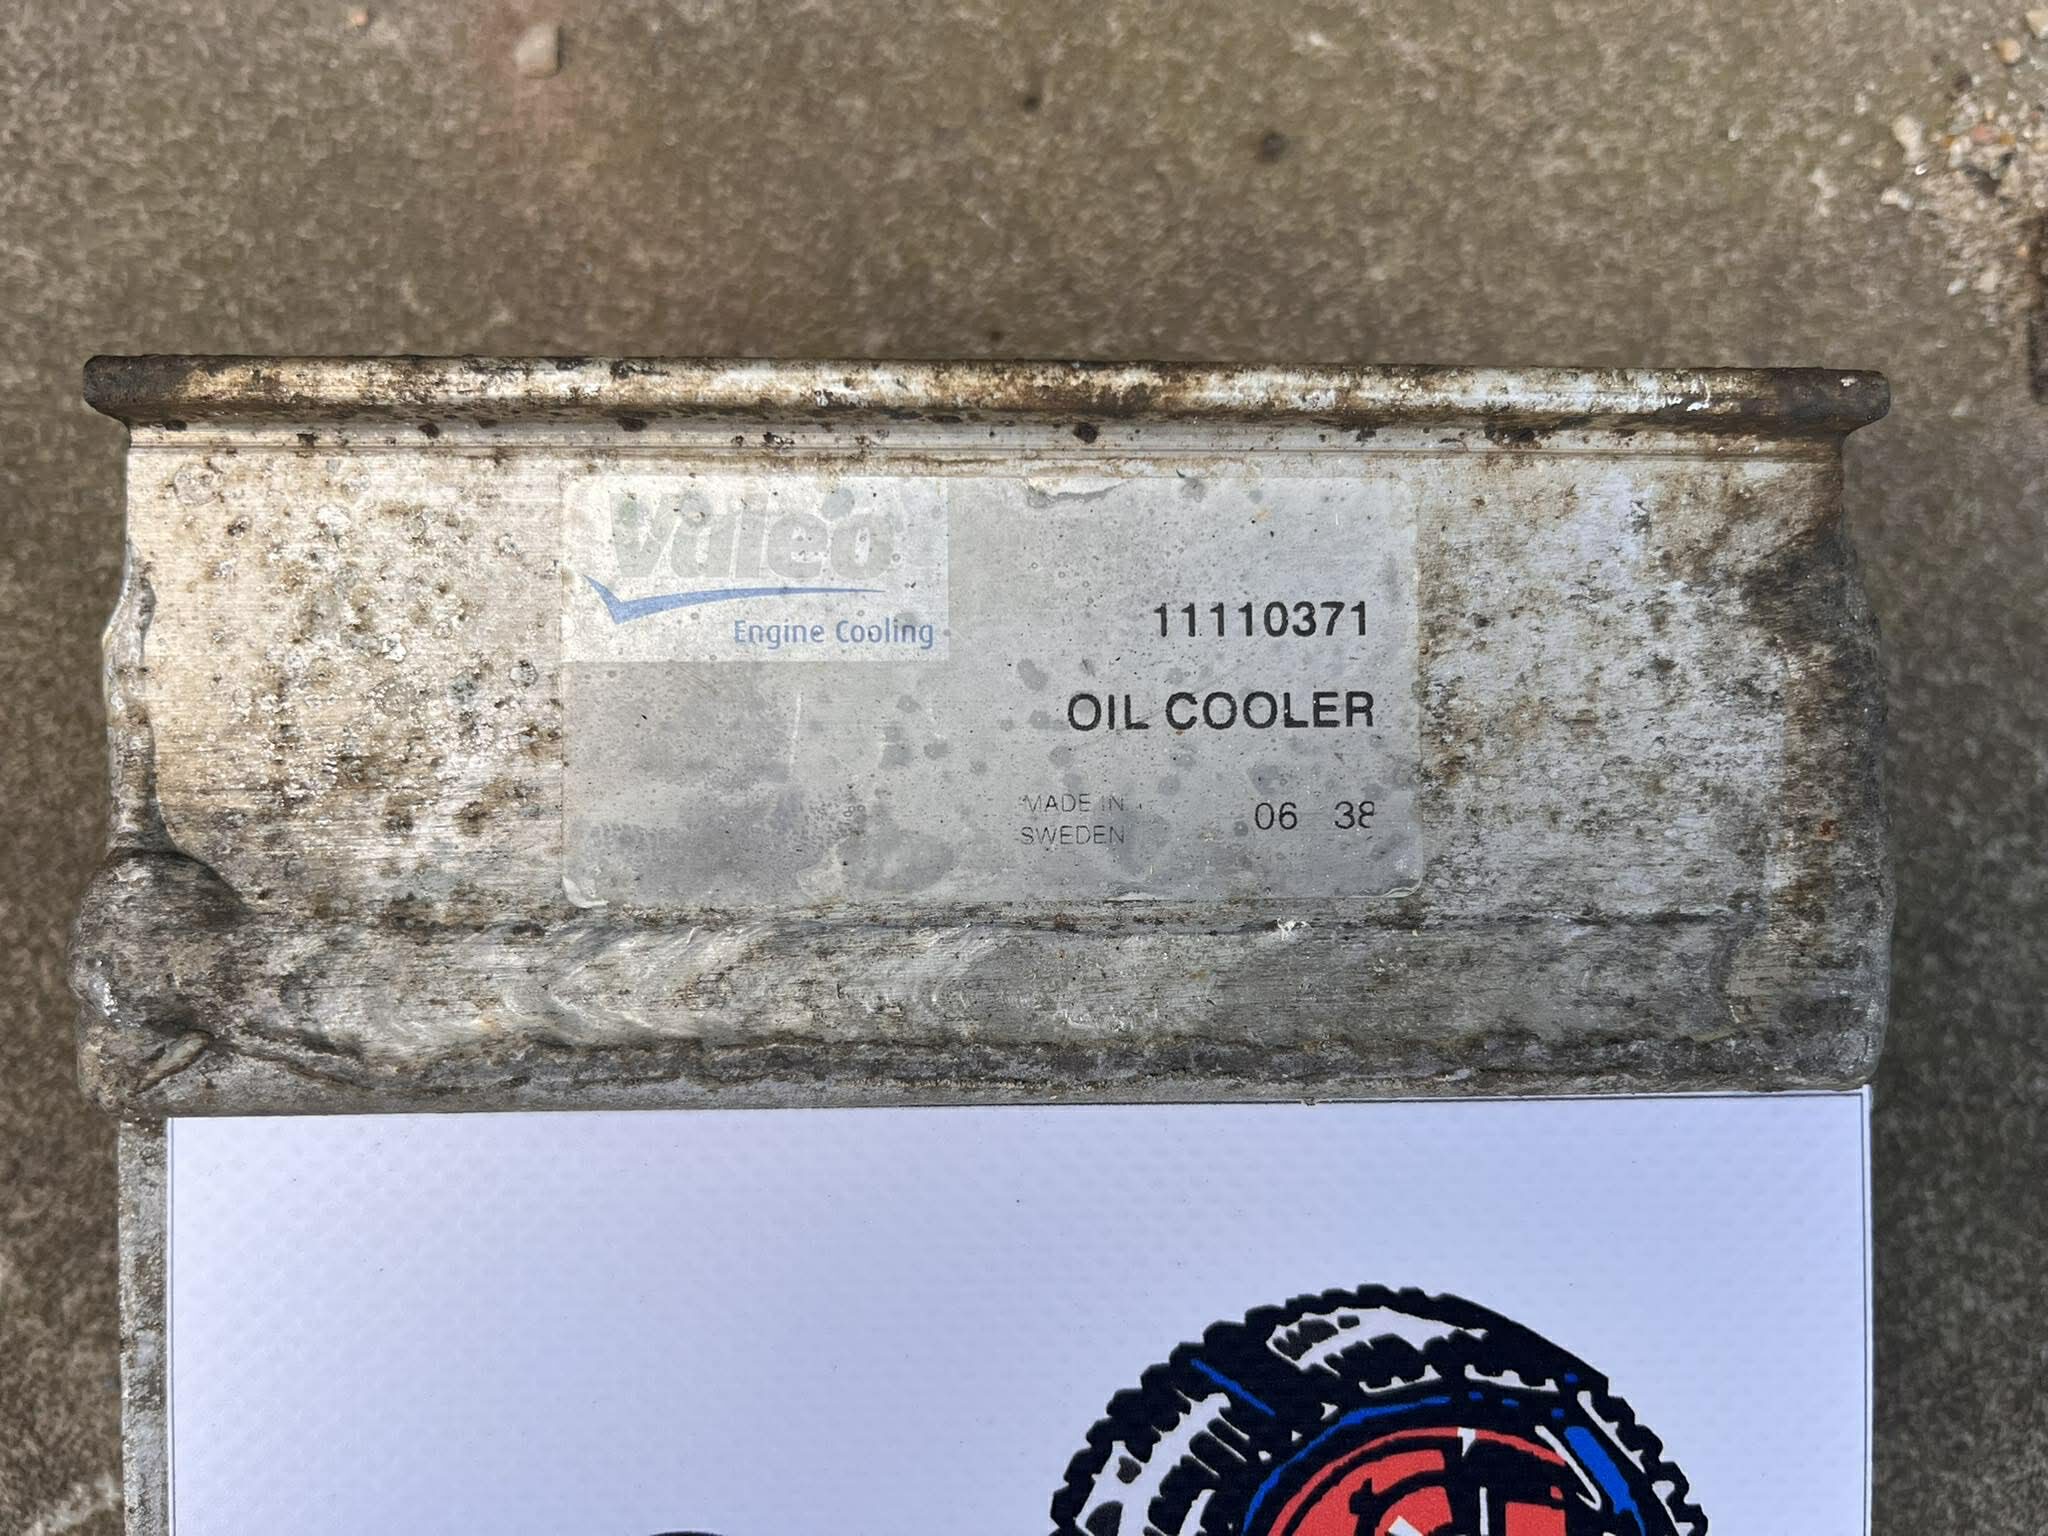 Valeo
Engine Cooling
11110371
OIL COOLER
MADE IN
SWEDEN
06 38